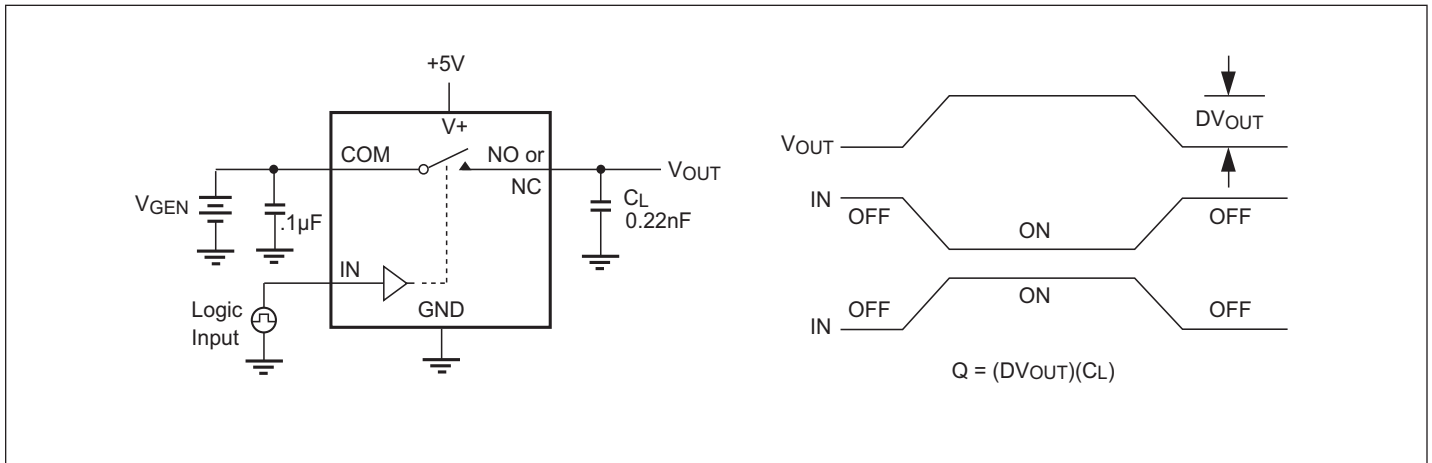 +5V
V+
COM
NO or
NC
VOUT
VGEN
.1µF
CL
0.22nF
IN
Logic
Input
GND
VOUT
DVOUT
IN
OFF
ON
OFF
IN
OFF
ON
OFF
Q = (DVOUT)(CL)